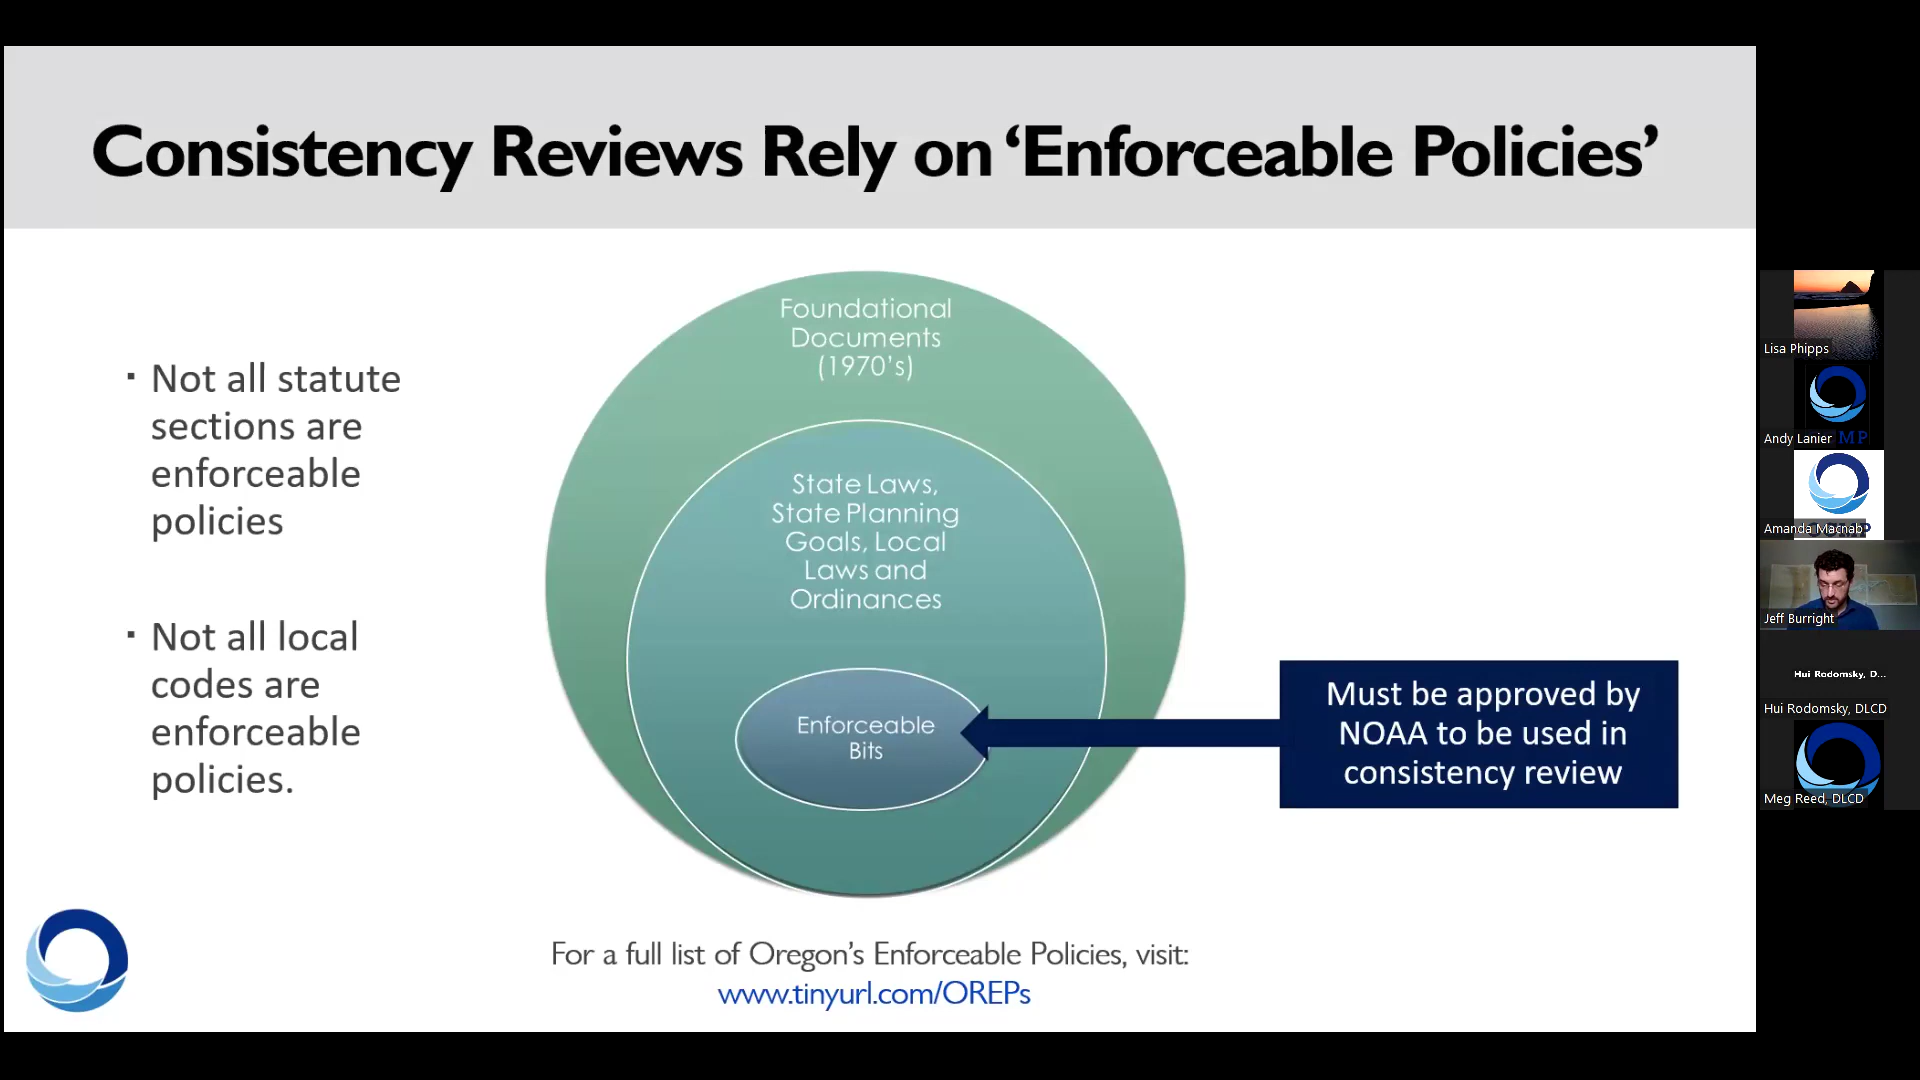 Consistency Reviews Rely on ‘Enforceable Policies’
▪ Not all statute
sections are
enforceable
policies
▪ Not all local
codes are
enforceable
policies.
Foundational
Documents
(1970’s)
State Laws,
State Planning
Goals, Local
Laws and
Ordinances
Enforceable
Bits
Must be approved by
NOAA to be used in
consistency review
For a full list of Oregon’s Enforceable Policies, visit:
www.tinyurl.com/OREPs
Lisa Phipps
Andy Lanier
Amanda Macnab
Jeff Burright
Hui Rodomsky, D...
Hui Rodomsky, DLCD
Meg Reed, DLCD